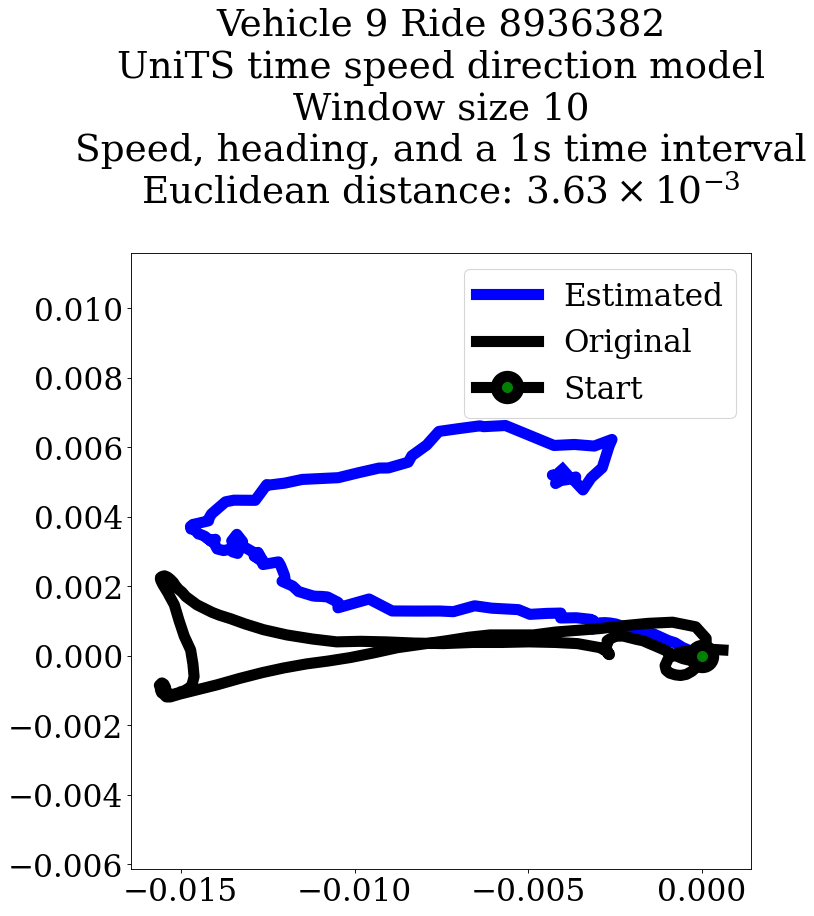 Vehicle 9 Ride 8936382
UniTS time speed direction model
Window size 10
Speed, heading, and a 1s time interval
Euclidean distance: 3.63 × 10⁻³
Estimated
Original
Start
0.010
0.008
0.006
0.004
0.002
0.000
−0.002
−0.004
−0.006
−0.015 −0.010 −0.005 0.000